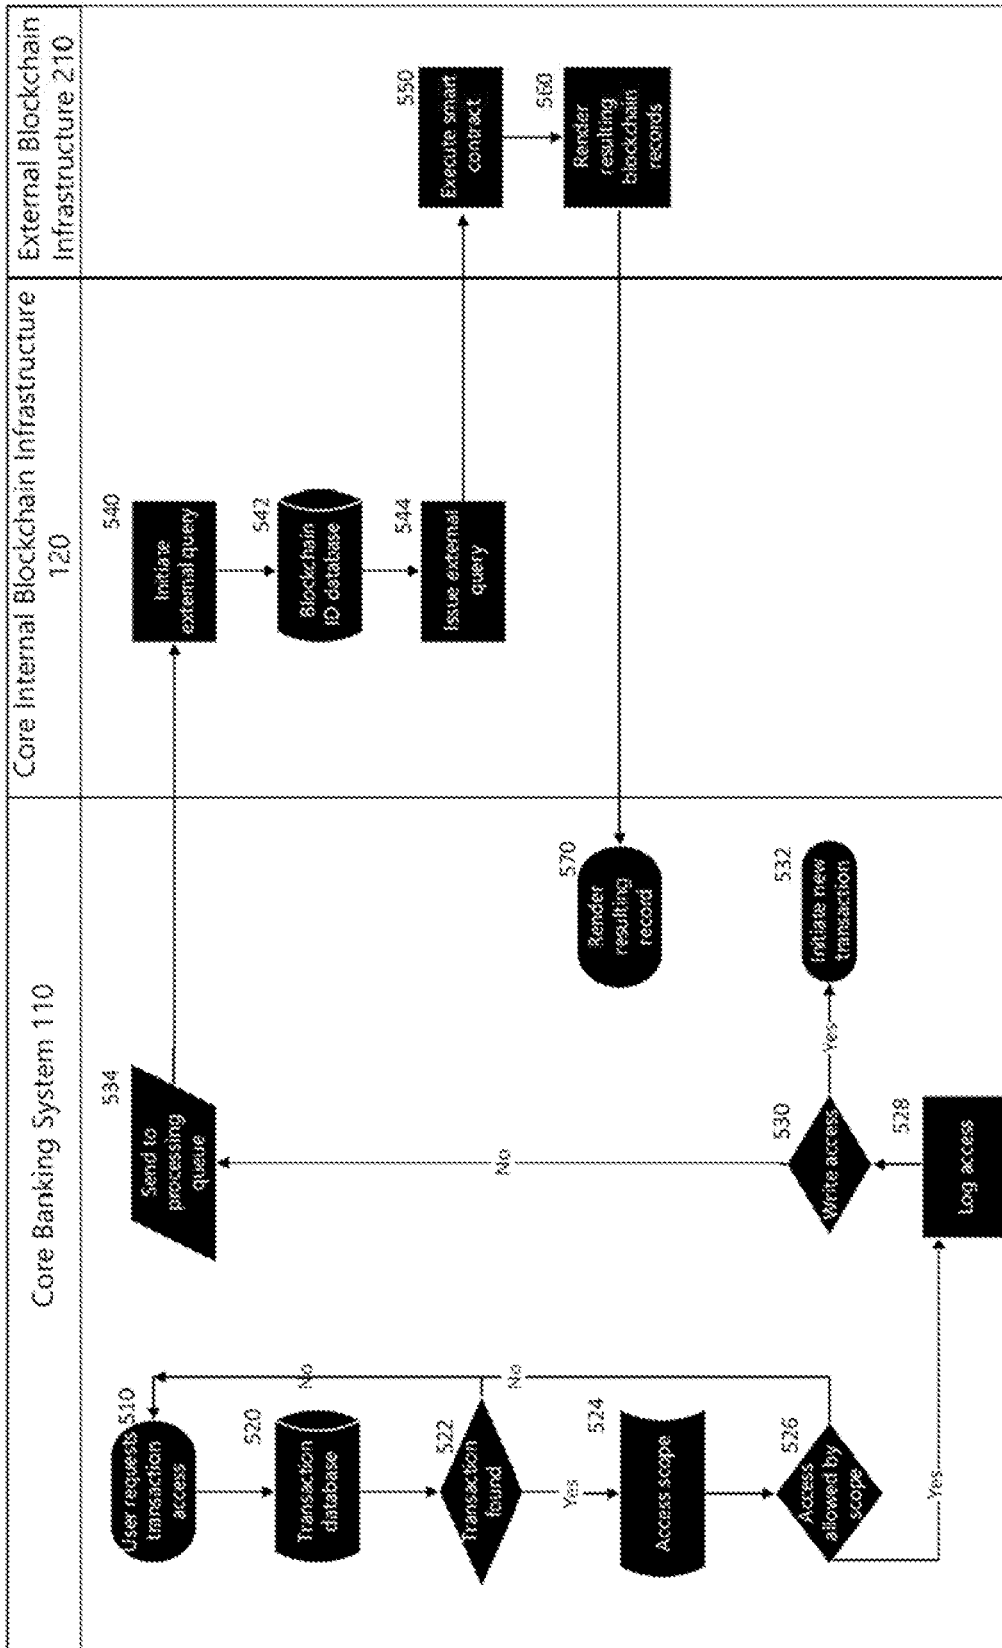 Core Banking System 110
Core Internal Blockchain Infrastructure
120
External Blockchain
Infrastructure 210
510
User requests
transaction
access
520
Transaction
database
522
Transaction
found
No
Yes
524
Access scope
526
Access
allowed by
scope
No
Yes
528
Log access
530
Write access
Yes
No
532
Initiate new
transaction
534
Send to
processing
queue
540
Initiate
external query
542
Blockchain
ID database
544
Issue external
query
550
Execute smart
contract
560
Render
resulting
blockchain
records
570
Render
resulting
record